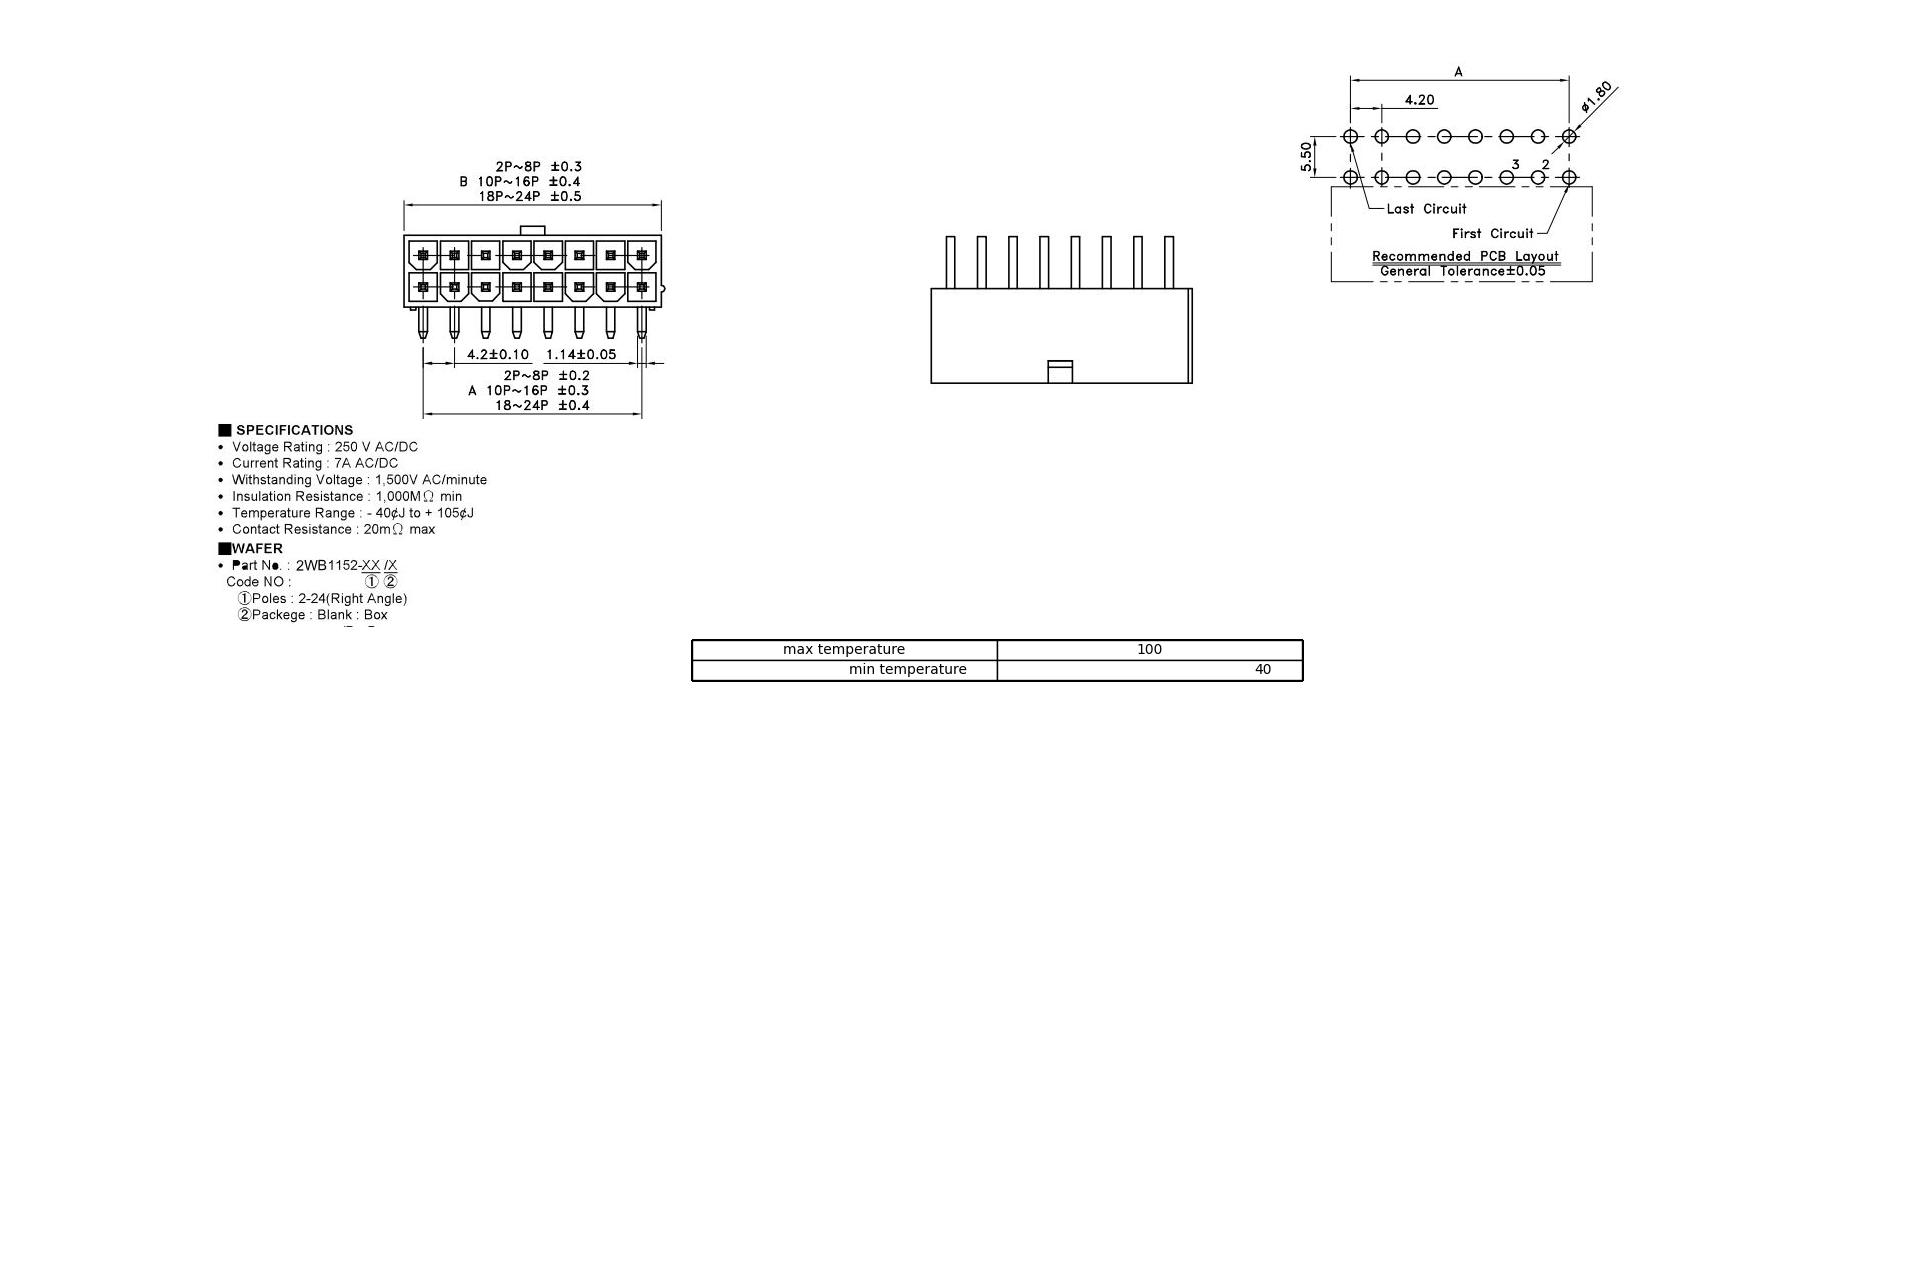 A
4.20
ø1.80
5.50
3 2
Last Circuit
First Circuit
Recommended PCB Layout
General Tolerance±0.05
2P~8P ±0.3
B 10P~16P ±0.4
18P~24P ±0.5
4.2±0.10 1.14±0.05
2P~8P ±0.2
A 10P~16P ±0.3
18~24P ±0.4
■ SPECIFICATIONS
• Voltage Rating : 250 V AC/DC
• Current Rating : 7A AC/DC
• Withstanding Voltage : 1,500V AC/minute
• Insulation Resistance : 1,000MΩ min
• Temperature Range : - 40¢J to + 105¢J
• Contact Resistance : 20mΩ max
■WAFER
• Part No. : 2WB1152-XX /X
Code NO : ① ②
①Poles : 2-24(Right Angle)
②Packege : Blank : Box
max temperature 100
min temperature 40